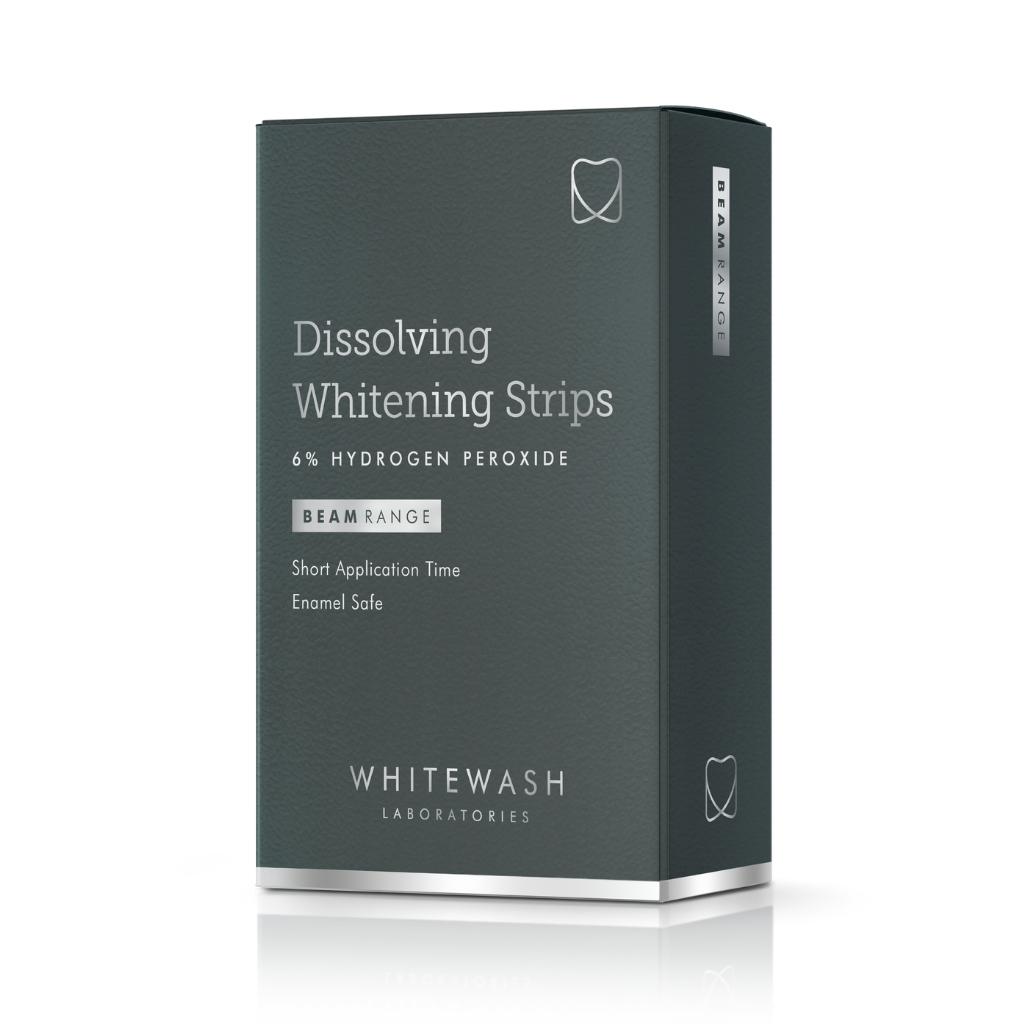 Dissolving
Whitening Strips
6% HYDROGEN PEROXIDE
BEAM RANGE
Short Application Time
Enamel Safe
WHITEWASH
LABORATORIES
BEAM RANGE